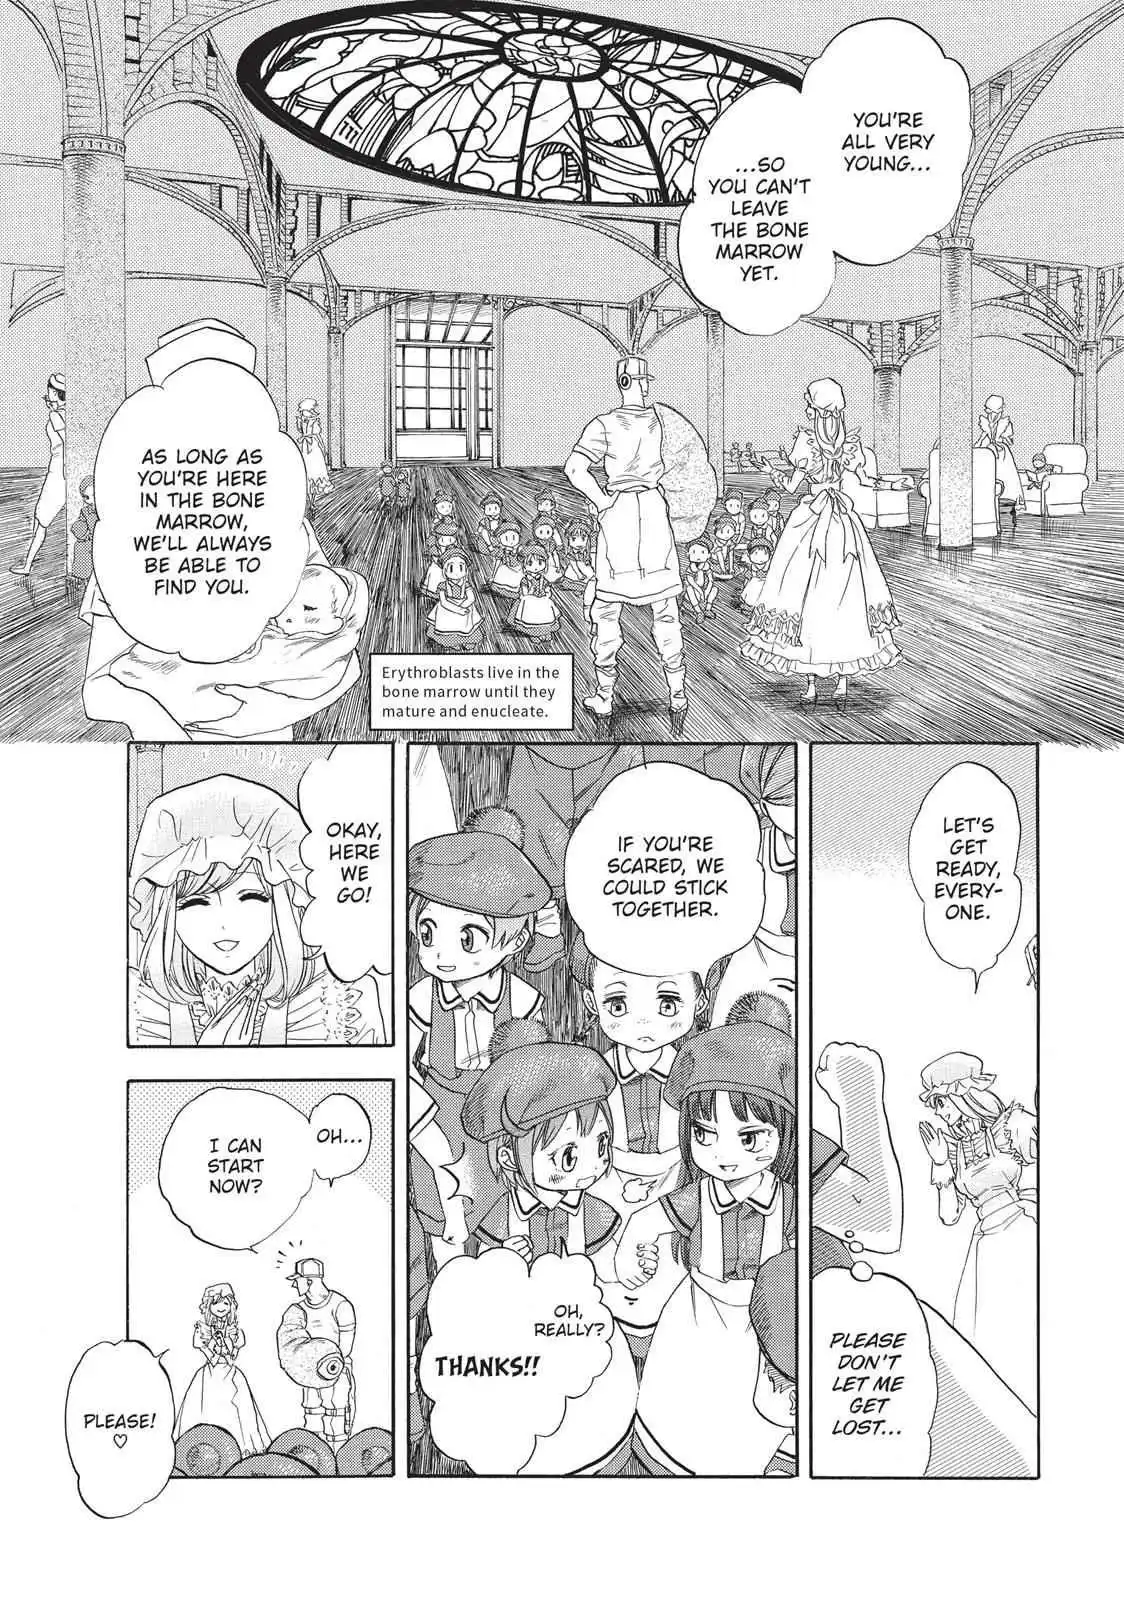 YOU'RE
ALL VERY
YOUNG...
...SO
YOU CAN'T
LEAVE
THE BONE
MARROW
YET.
AS LONG AS
YOU'RE HERE
IN THE BONE
MARROW,
WE'LL ALWAYS
BE ABLE TO
FIND YOU.
Erythroblasts live in the
bone marrow until they
mature and enucleate.
LET'S
GET
READY,
EVERY-
ONE.
PLEASE
DON'T
LET ME
GET
LOST...
IF YOU'RE
SCARED, WE
COULD STICK
TOGETHER.
OH,
REALLY?
THANKS!!
OKAY,
HERE
WE
GO!
OH...
I CAN
START
NOW?
PLEASE!
♡